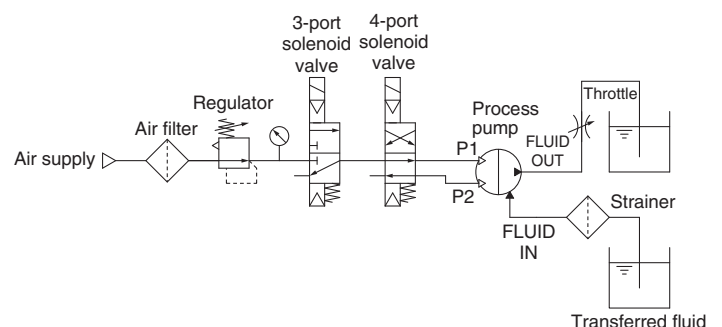 3-port
solenoid
valve
4-port
solenoid
valve
Regulator
Air filter
Air supply
Process
pump
P1
P2
Throttle
FLUID
OUT
FLUID
IN
Strainer
Transferred fluid